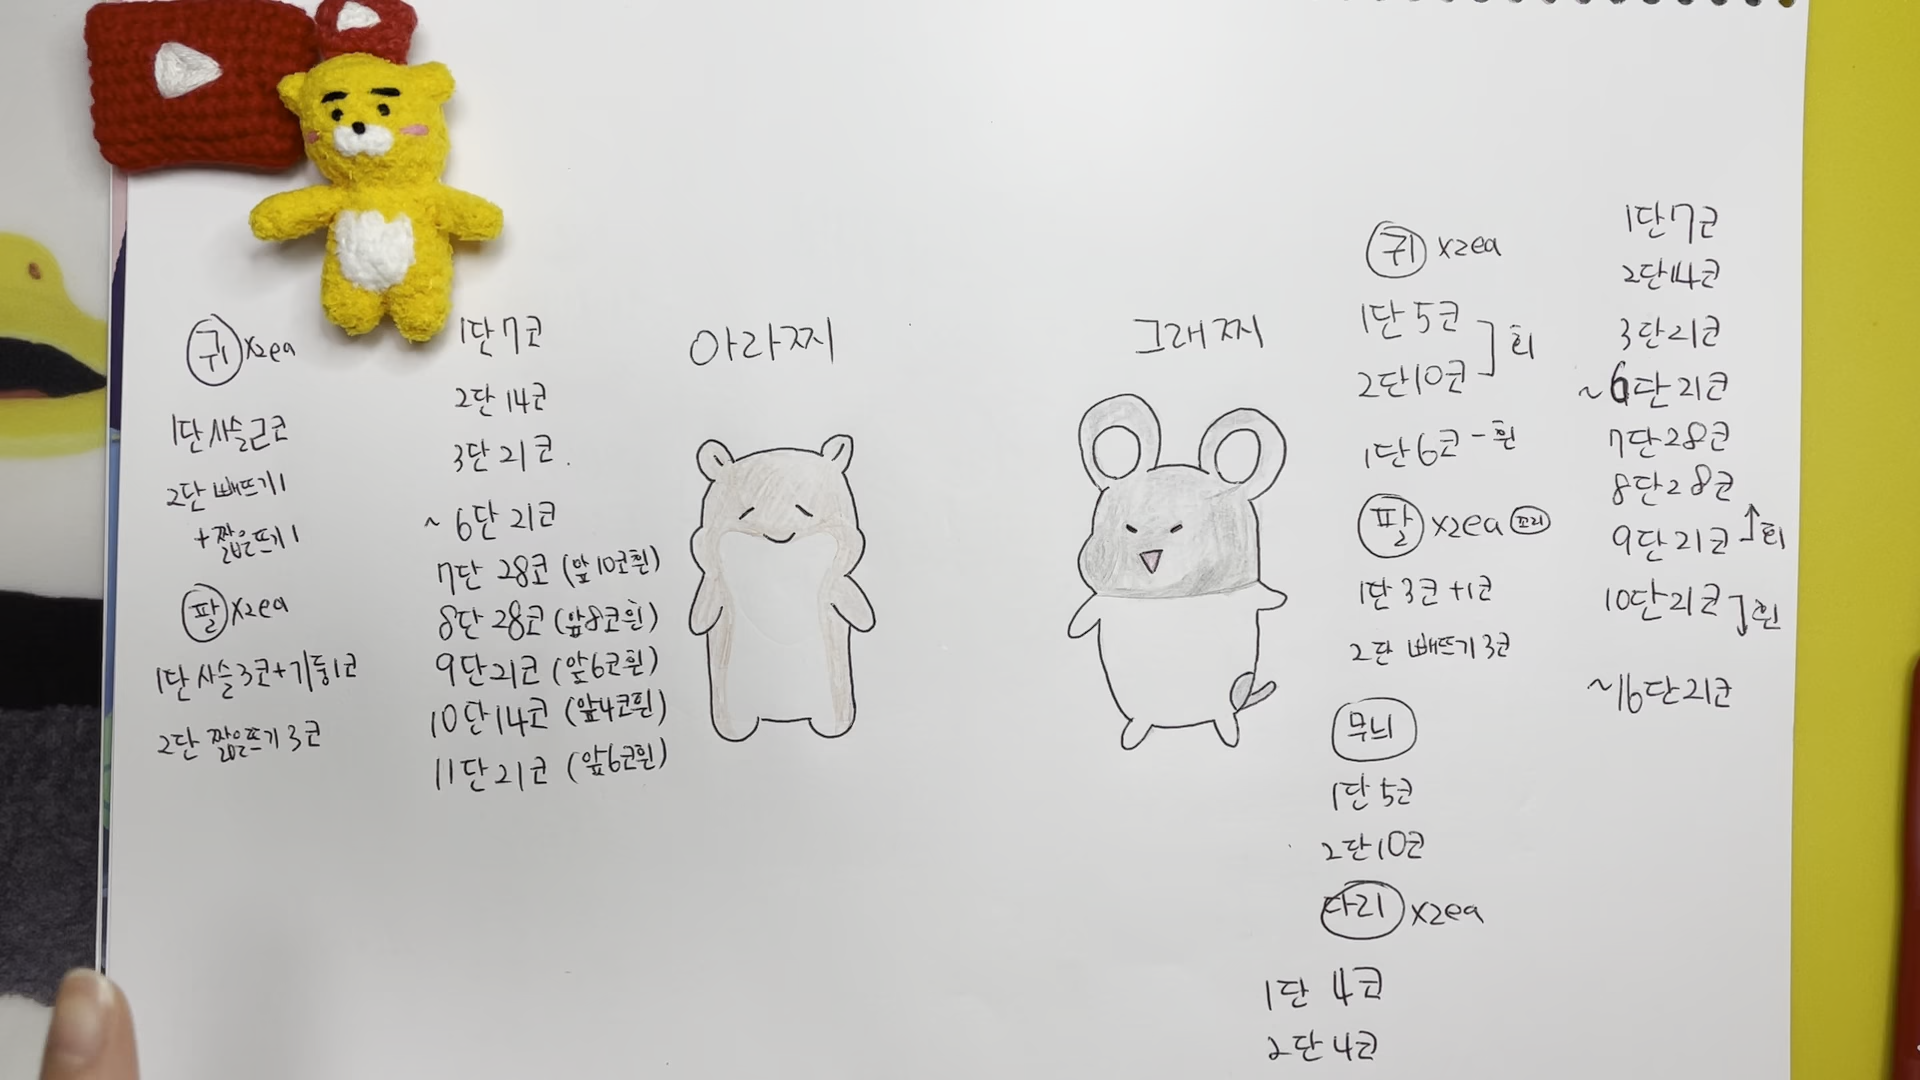 아라찌
귀 x2ea
1단 사슬2코
2단 빼뜨기1
+짧은뜨기1
팔 x2ea
1단 사슬3코+기둥1코
2단 짧은뜨기 3코
1단 7코
2단 14코
3단 21코.
~ 6단 21코
7단 28코 (앞10코흰)
8단 28코 (앞8코흰)
9단 21코 (앞6코흰)
10단 14코 (앞4코흰)
11단 21코 (앞6코흰)
그래찌
귀 x2ea
1단 5코
2단 10코
회
1단 6코 - 흰
팔 x2ea 꼬리
1단 3코 +1코
2단 빼뜨기 3코
무늬
1단 5코
2단 10코
다리 x2ea
1단 4코
2단 4코
1단 7코
2단 14코
3단 21코
~ 6단 21코
7단 28코
8단 28코
9단 21코 ↑회
10단 21코 ↓흰
~16단 21코